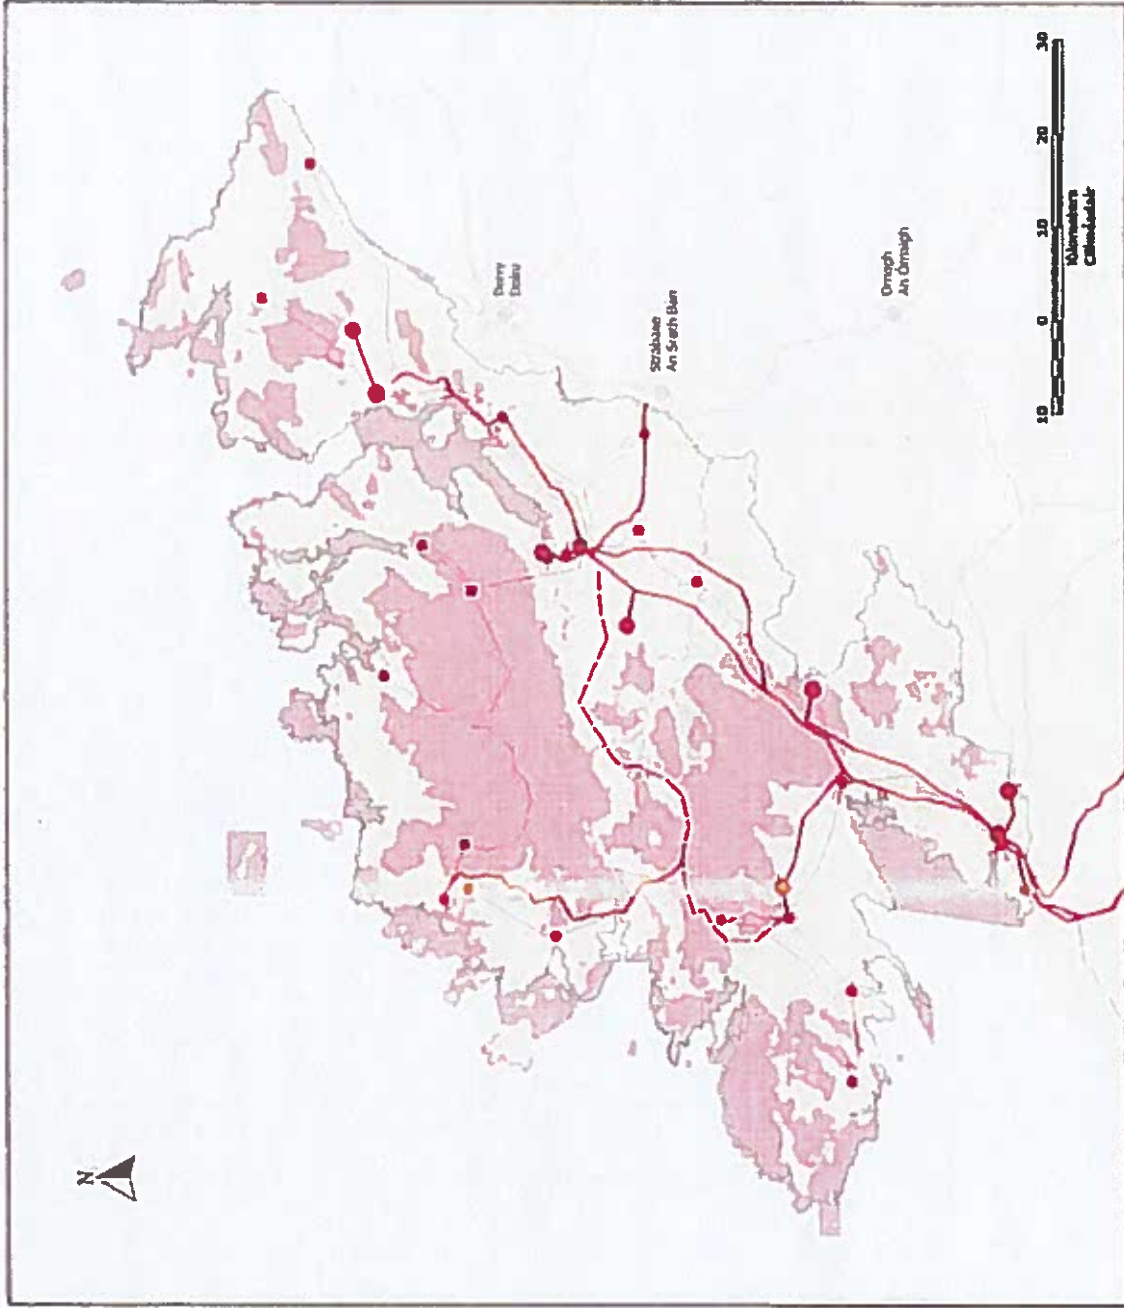 N
Derry
Doire
Strabane
An Srath Bán
Omagh
An Ómaigh
10 0 10 20 30
Kilometers
Ciliméadair